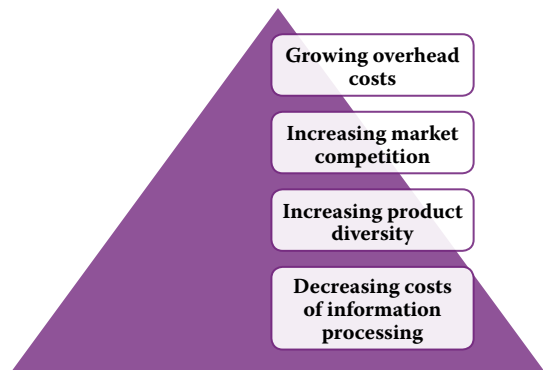 Growing overhead
costs
Increasing market
competition
Increasing product
diversity
Decreasing costs
of information
processing